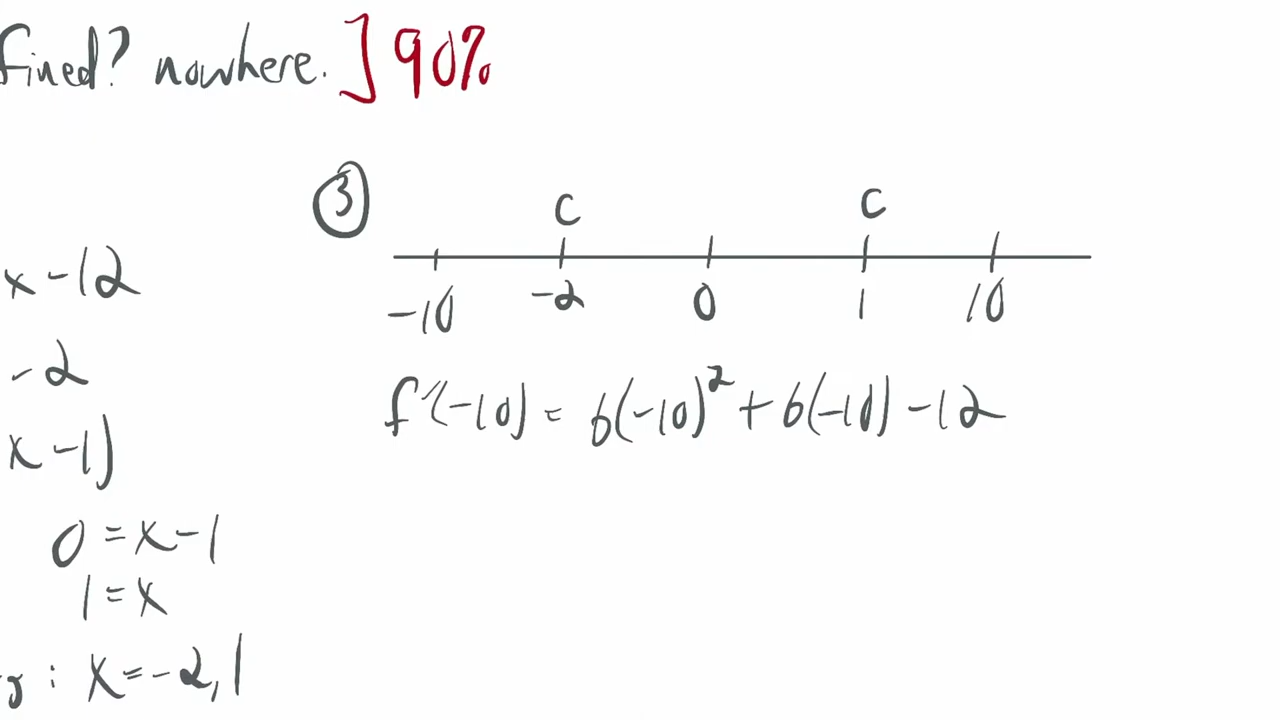 fined? nowhere. ] 90%
③
C C
x - 12
-10 -2 0 1 10
- 2
f'(-10) = 6(-10)² + 6(-10) - 12
x - 1)
0 = x - 1
1 = x
: x = -2, 1